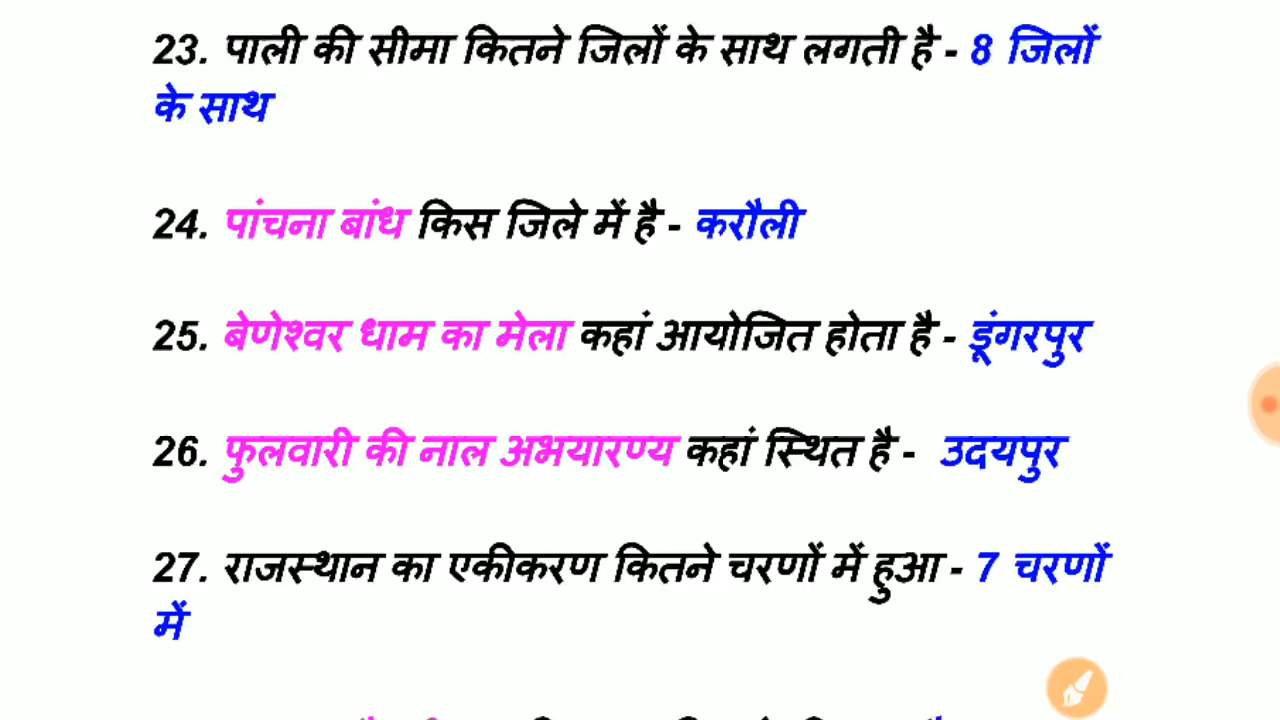 23. पाली की सीमा कितने जिलों के साथ लगती है - 8 जिलों
के साथ
24. पांचना बांध किस जिले में है - करौली
25. बेणेश्वर धाम का मेला कहां आयोजित होता है - डूंगरपुर
26. फुलवारी की नाल अभयारण्य कहां स्थित है - उदयपुर
27. राजस्थान का एकीकरण कितने चरणों में हुआ - 7 चरणों
में